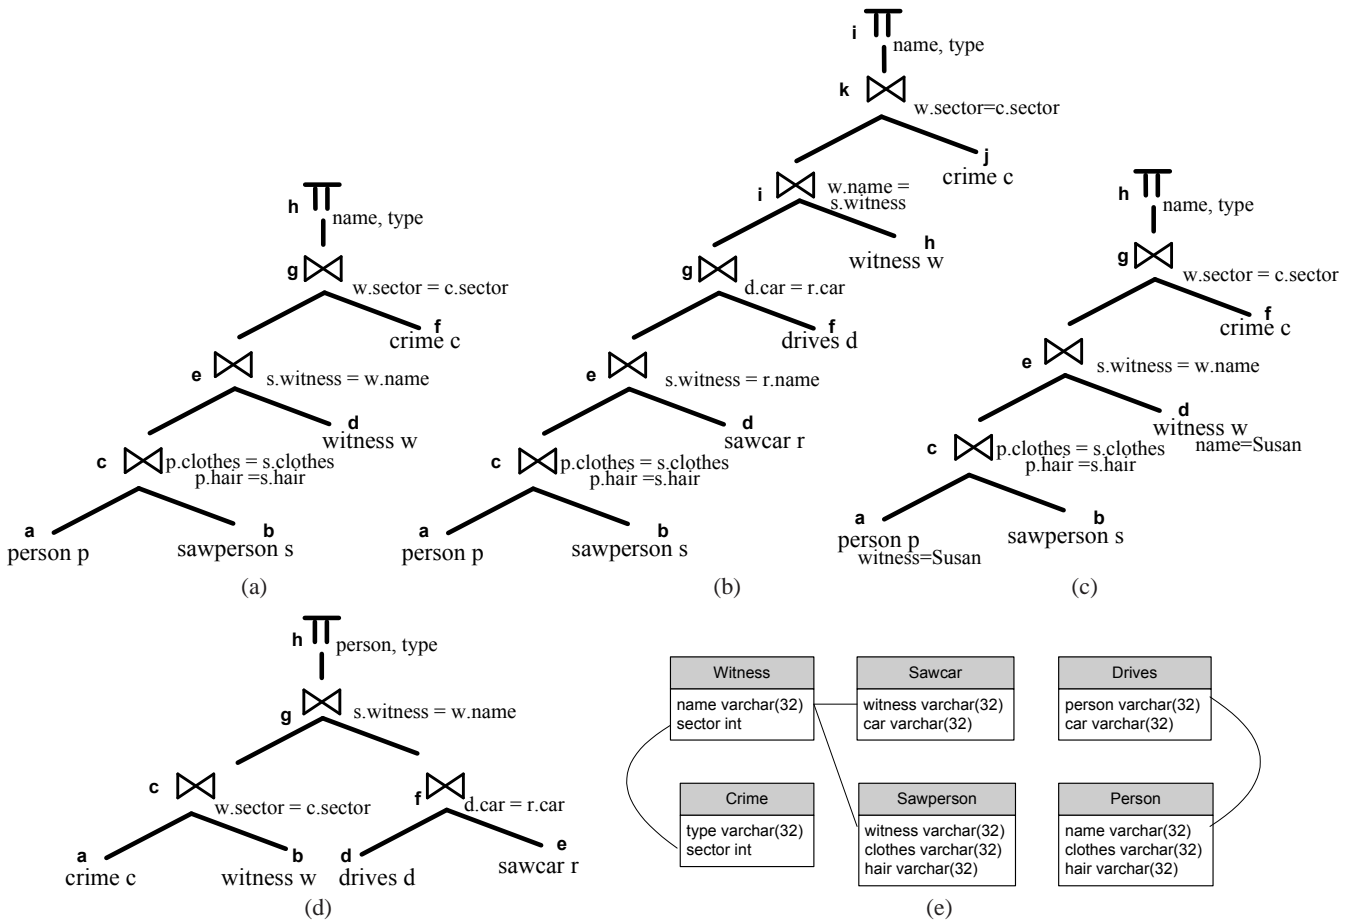 h
name, type
g
w.sector = c.sector
f
crime c
e
s.witness = w.name
d
witness w
c
p.clothes = s.clothes
p.hair =s.hair
a
person p
b
sawperson s
(a)
i
name, type
k
w.sector=c.sector
j
crime c
i
w.name =
s.witness
h
witness w
g
d.car = r.car
f
drives d
e
s.witness = r.name
d
sawcar r
c
p.clothes = s.clothes
p.hair =s.hair
a
person p
b
sawperson s
(b)
h
name, type
g
w.sector = c.sector
f
crime c
e
s.witness = w.name
d
witness w
name=Susan
c
p.clothes = s.clothes
p.hair =s.hair
a
person p
witness=Susan
b
sawperson s
(c)
h
person, type
g
s.witness = w.name
c
w.sector = c.sector
f
d.car = r.car
a
crime c
b
witness w
d
drives d
e
sawcar r
(d)
Witness
name varchar(32)
sector int
Sawcar
witness varchar(32)
car varchar(32)
Drives
person varchar(32)
car varchar(32)
Crime
type varchar(32)
sector int
Sawperson
witness varchar(32)
clothes varchar(32)
hair varchar(32)
Person
name varchar(32)
clothes varchar(32)
hair varchar(32)
(e)